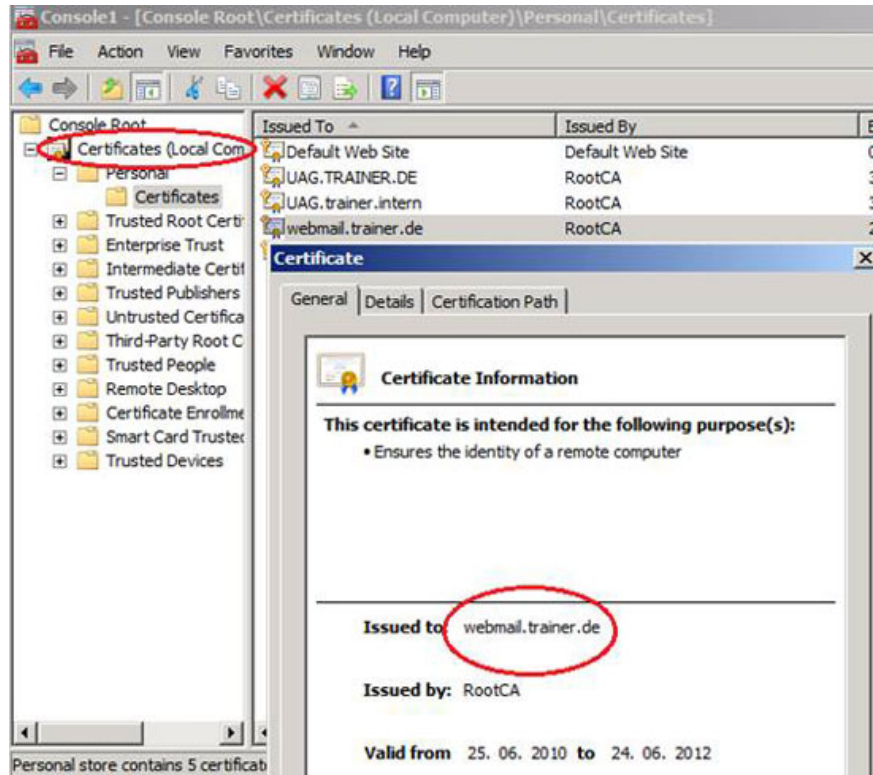 Console1 - [Console Root\Certificates (Local Computer)\Personal\Certificates]
File Action View Favorites Window Help
Console Root
Certificates (Local Com
Personal
Certificates
Trusted Root Certi
Enterprise Trust
Intermediate Certif
Trusted Publishers
Untrusted Certifica
Third-Party Root C
Trusted People
Remote Desktop
Certificate Enrollme
Smart Card Trusted
Trusted Devices
Issued To Issued By
Default Web Site Default Web Site
UAG.TRAINER.DE RootCA
UAG.trainer.intern RootCA
webmail.trainer.de RootCA
Certificate
General Details Certification Path
Certificate Information
This certificate is intended for the following purpose(s):
• Ensures the identity of a remote computer
Issued to: webmail.trainer.de
Issued by: RootCA
Valid from 25. 06. 2010 to 24. 06. 2012
Personal store contains 5 certificat